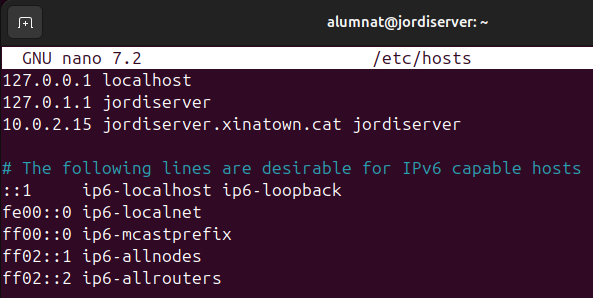 alumnat@jordiserver: ~
GNU nano 7.2 /etc/hosts
127.0.0.1 localhost
127.0.1.1 jordiserver
10.0.2.15 jordiserver.xinatown.cat jordiserver
# The following lines are desirable for IPv6 capable hosts
::1 ip6-localhost ip6-loopback
fe00::0 ip6-localnet
ff00::0 ip6-mcastprefix
ff02::1 ip6-allnodes
ff02::2 ip6-allrouters